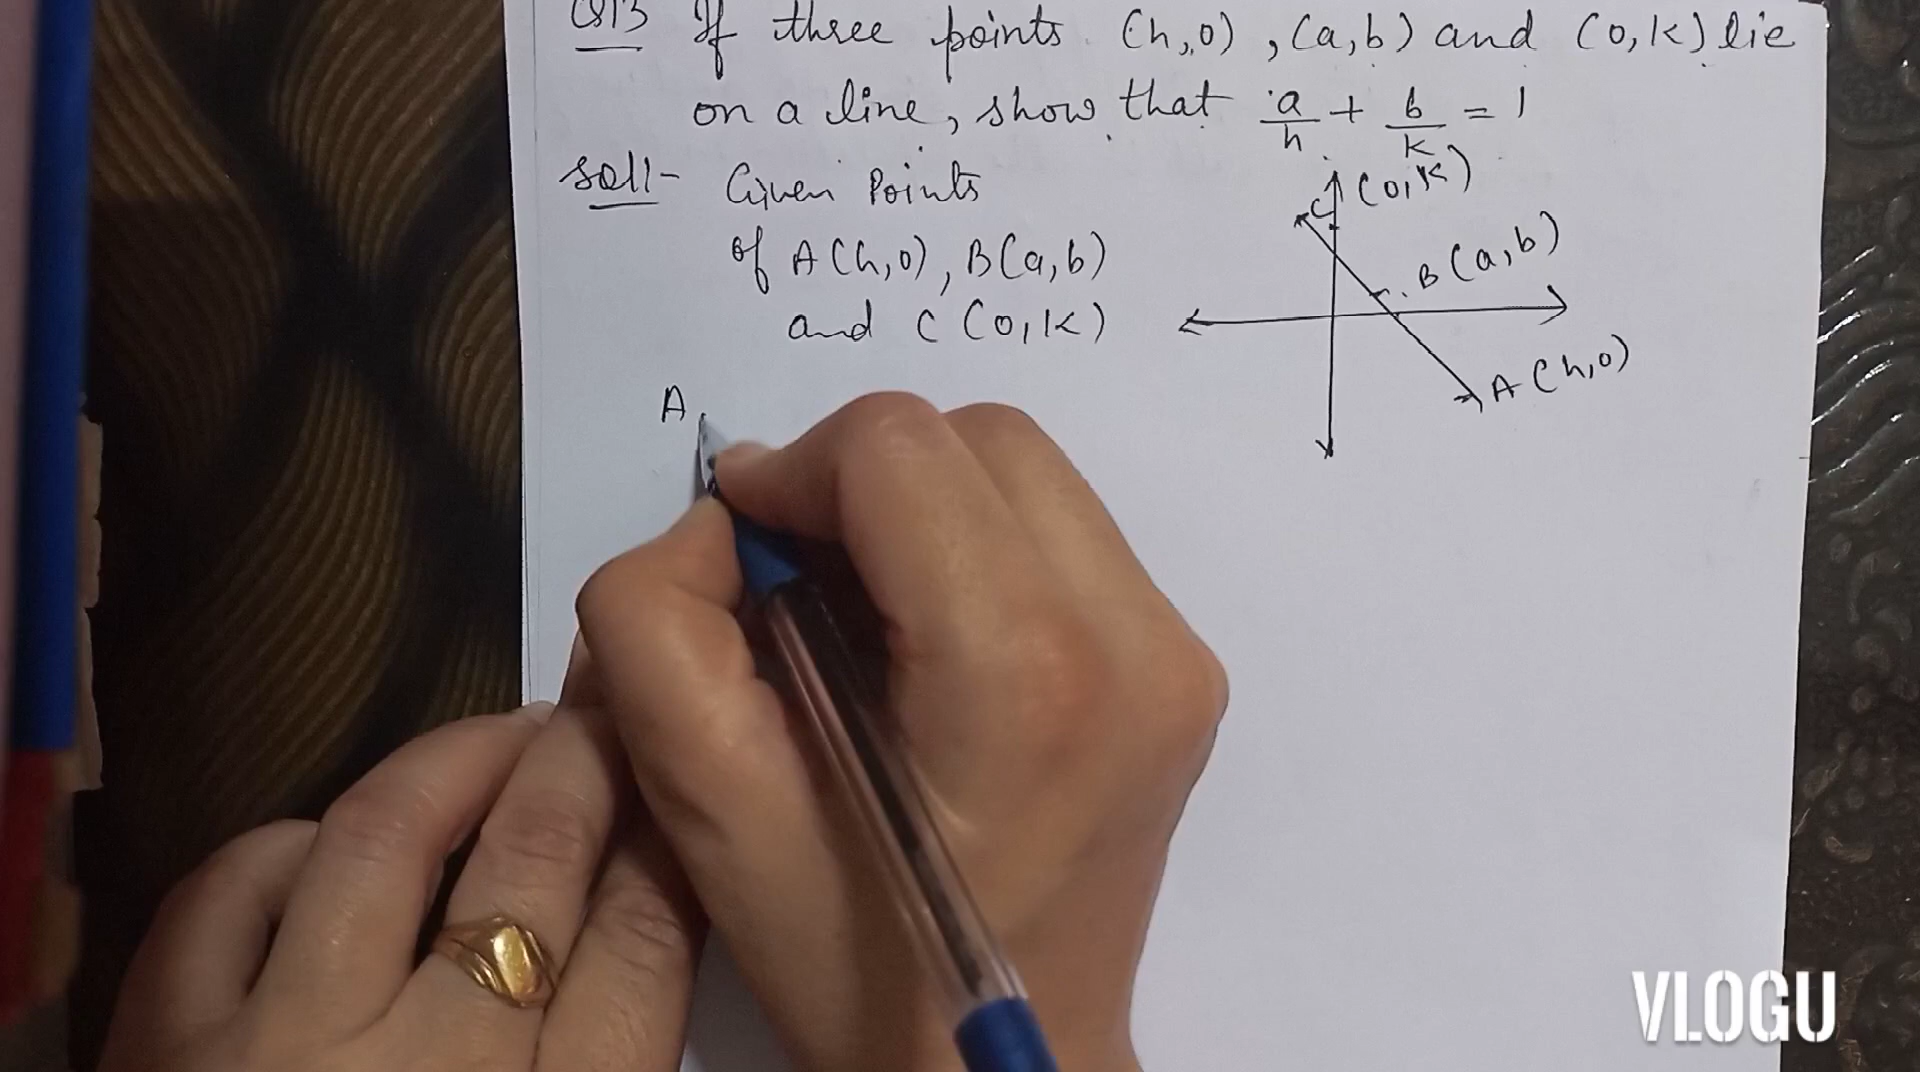 Q13 If three points (h,0), (a,b) and (0,k) lie
on a line, show that a/h + b/k = 1
Soll- Given Points
of A(h,0), B(a,b)
and C(0,k)
C (0,k)
B(a,b)
A(h,0)
A
VLOGU